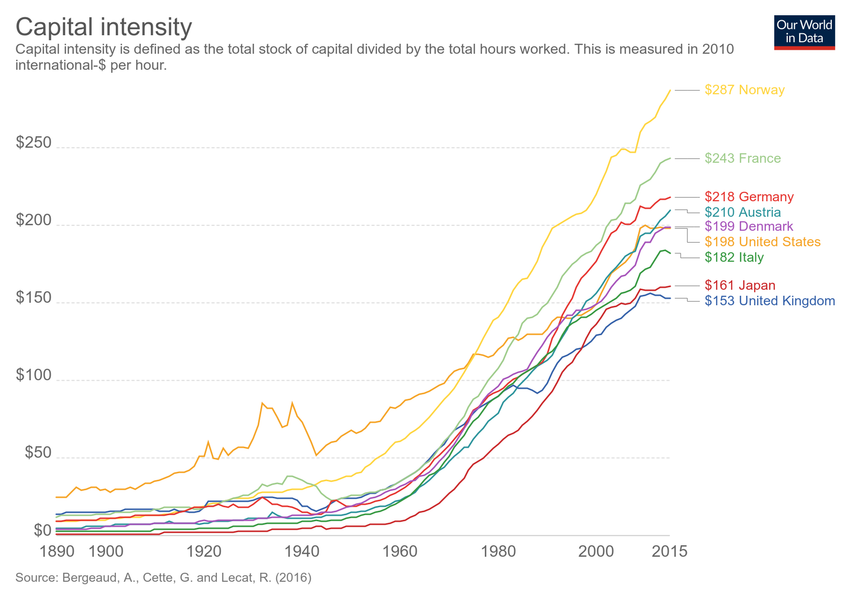 Capital intensity
Capital intensity is defined as the total stock of capital divided by the total hours worked. This is measured in 2010
international-$ per hour.
Our World
in Data
$287 Norway
$250
$243 France
$218 Germany
$200
$210 Austria
$199 Denmark
$198 United States
$182 Italy
$161 Japan
$150
$153 United Kingdom
$100
$50
$0
1890 1900 1920 1940 1960 1980 2000 2015
Source: Bergeaud, A., Cette, G. and Lecat, R. (2016)